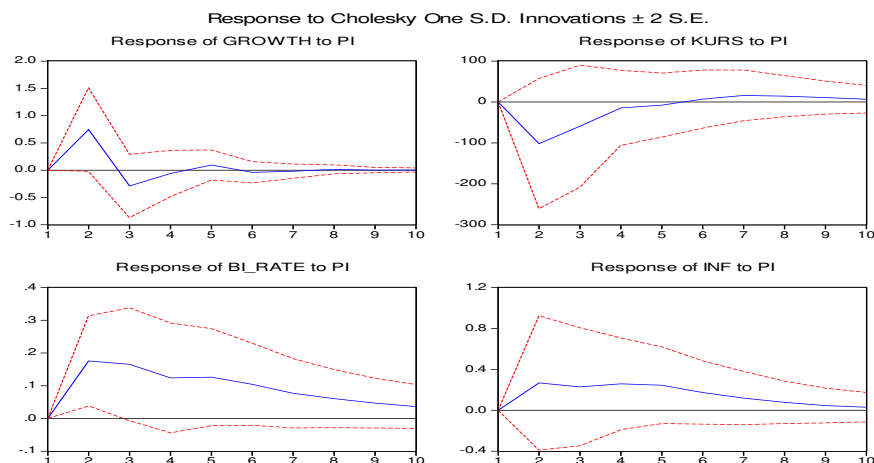 Response to Cholesky One S.D. Innovations ± 2 S.E.
Response of GROWTH to PI
2.0
1.5
1.0
0.5
0.0
-0.5
-1.0
1 2 3 4 5 6 7 8 9 10
Response of KURS to PI
100
0
-100
-200
-300
1 2 3 4 5 6 7 8 9 10
Response of BI_RATE to PI
.4
.3
.2
.1
.0
-.1
1 2 3 4 5 6 7 8 9 10
Response of INF to PI
1.2
0.8
0.4
0.0
-0.4
1 2 3 4 5 6 7 8 9 10